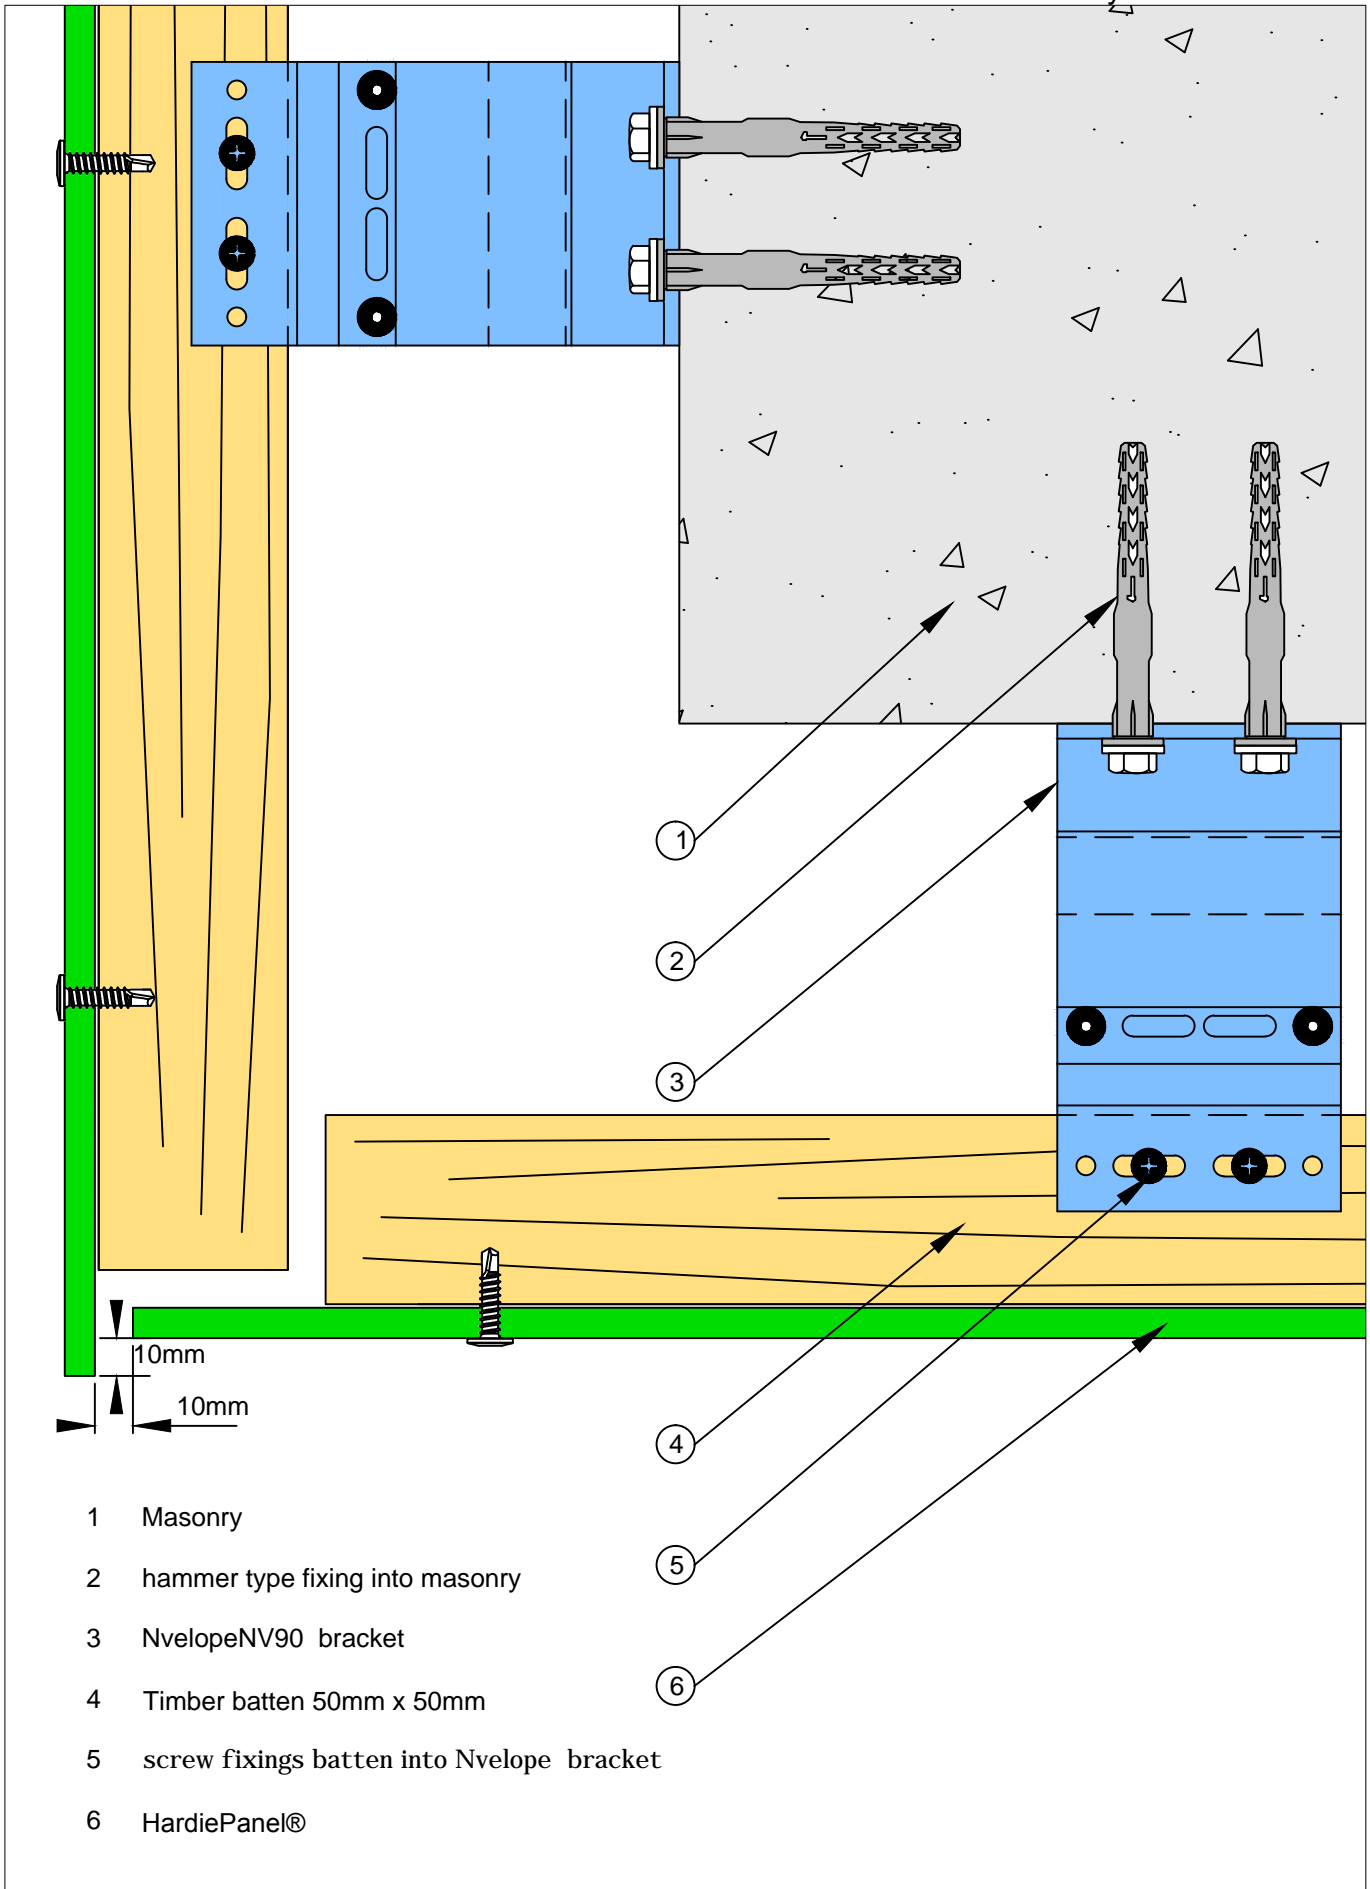 1
2
3
10mm
10mm
4
5
6
1 Masonry
2 hammer type fixing into masonry
3 NvelopeNV90 bracket
4 Timber batten 50mm x 50mm
5 screw fixings batten into Nvelope bracket
6 HardiePanel®